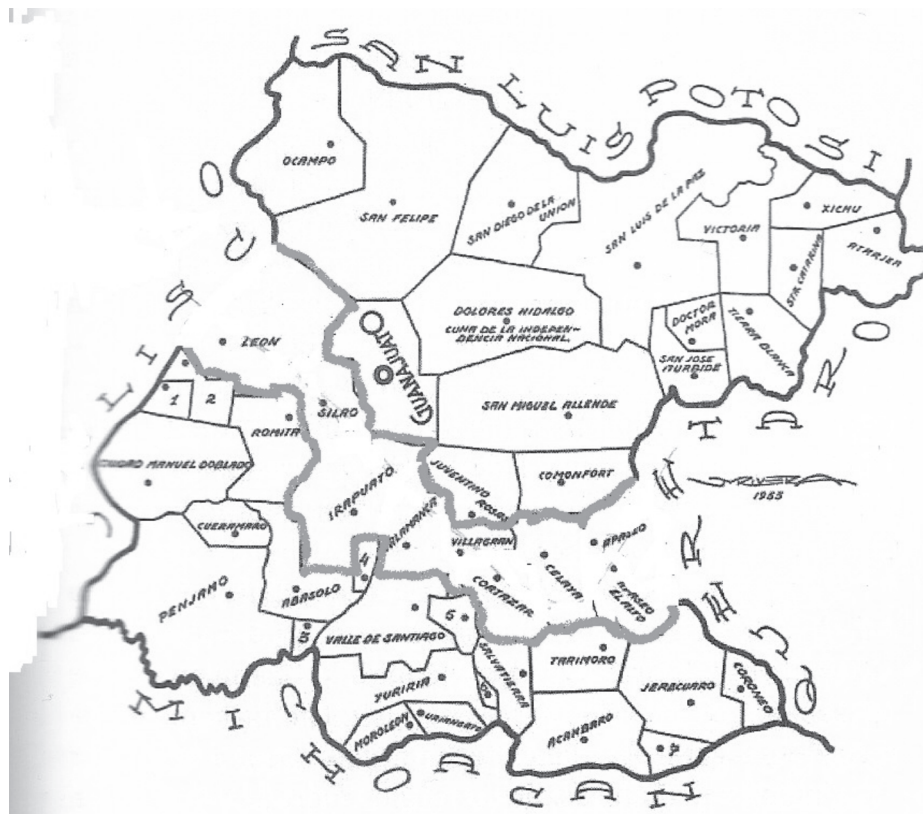 SAN LUIS POTOSI
JALISCO
OCAMPO
SAN FELIPE
SAN DIEGO DE LA
UNION
SAN LUIS DE LA PAZ
VICTORIA
XICHU
STA. CATARINA
ATARJEA
DOLORES HIDALGO
CUNA DE LA INDEPEN-
DENCIA NACIONAL.
DOCTOR
MORA
TIERRA BLANCA
SAN JOSE
ITURBIDE
GUANAJUATO
LEON
1
2
SILAO
ROMITA
SAN MIGUEL ALLENDE
CIUDAD MANUEL DOBLADO
COMONFORT
JUVENTINO
ROSAS
IRAPUATO
SALAMANCA
VILLAGRAN
CUERAMARO
CELAYA
APASEO
APASEO
EL ALTO
CORTAZAR
PENJAMO
ABASOLO
4
VALLE DE SANTIAGO
TARIMORO
SALVATIERRA
JERECUARO
CORONEO
YURIRIA
MOROLEON
URIANGATO
ACAMBARO
7
QUERETARO
MICHOACAN